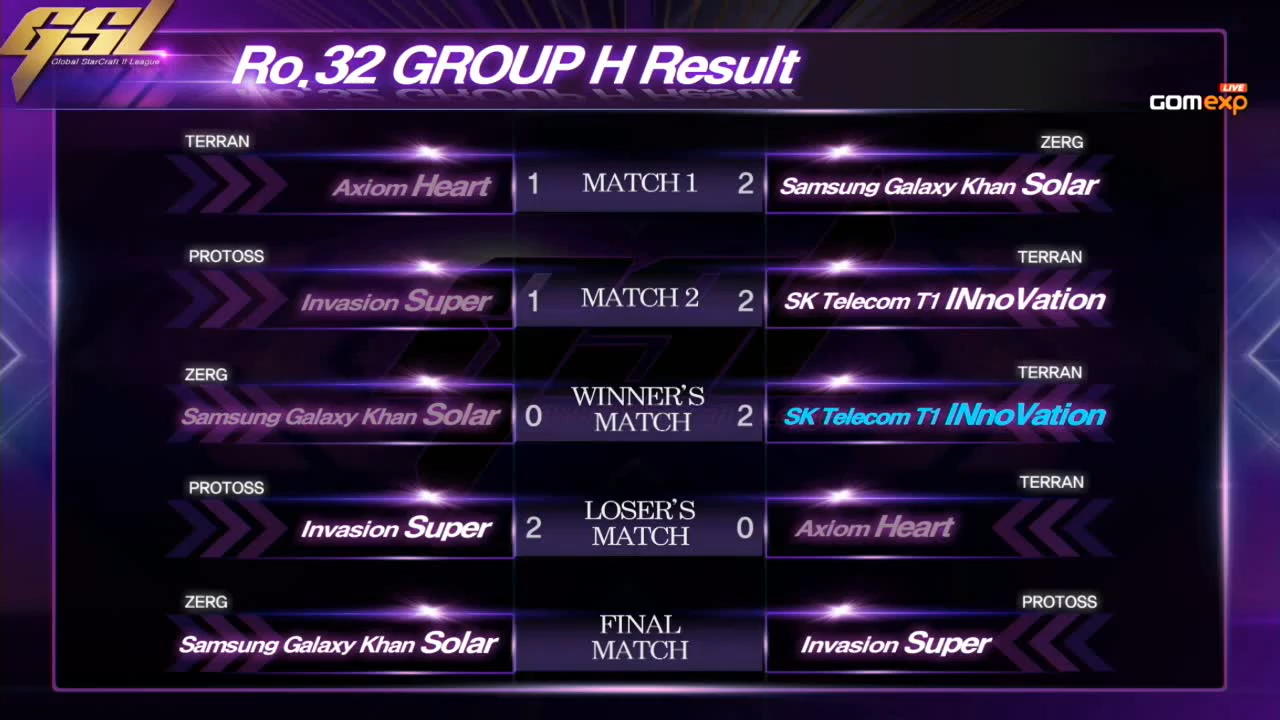 GSL
Global StarCraft II League
Ro.32 GROUP H Result
LIVE
GOMexp
TERRAN
ZERG
Axiom Heart 1 MATCH 1 2 Samsung Galaxy Khan Solar
PROTOSS
TERRAN
Invasion Super 1 MATCH 2 2 SK Telecom T1 INnoVation
ZERG
TERRAN
Samsung Galaxy Khan Solar 0 WINNER'S MATCH 2 SK Telecom T1 INnoVation
PROTOSS
TERRAN
Invasion Super 2 LOSER'S MATCH 0 Axiom Heart
ZERG
PROTOSS
Samsung Galaxy Khan Solar FINAL MATCH Invasion Super